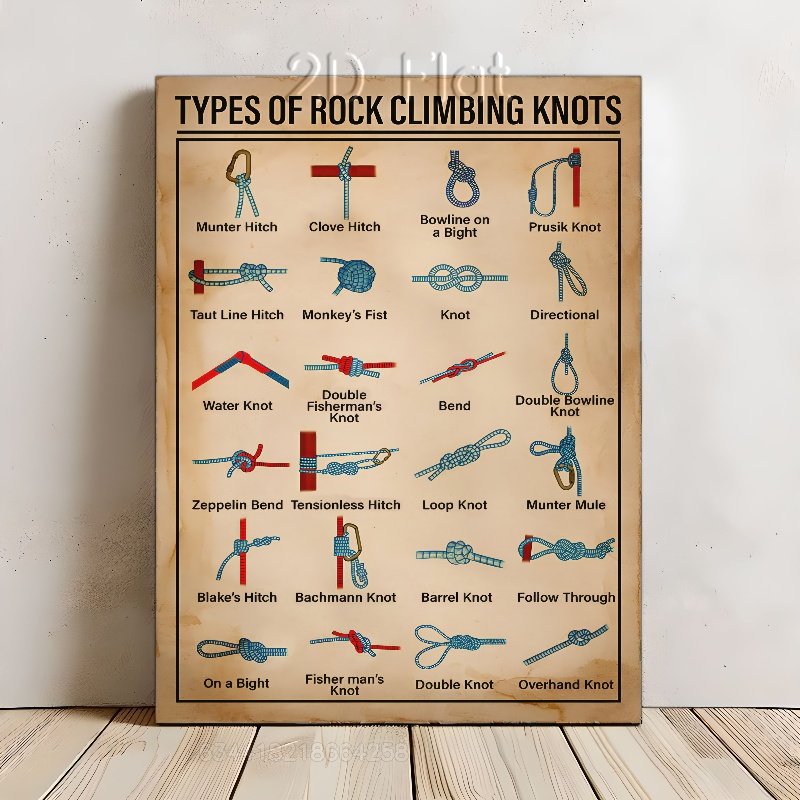 2D Flat
TYPES OF ROCK CLIMBING KNOTS
Munter Hitch
Clove Hitch
Bowline on
a Bight
Prusik Knot
Taut Line Hitch
Monkey's Fist
Knot
Directional
Water Knot
Double
Fisherman's
Knot
Bend
Double Bowline
Knot
Zeppelin Bend
Tensionless Hitch
Loop Knot
Munter Mule
Blake's Hitch
Bachmann Knot
Barrel Knot
Follow Through
On a Bight
Fisher man's
Knot
Double Knot
Overhand Knot